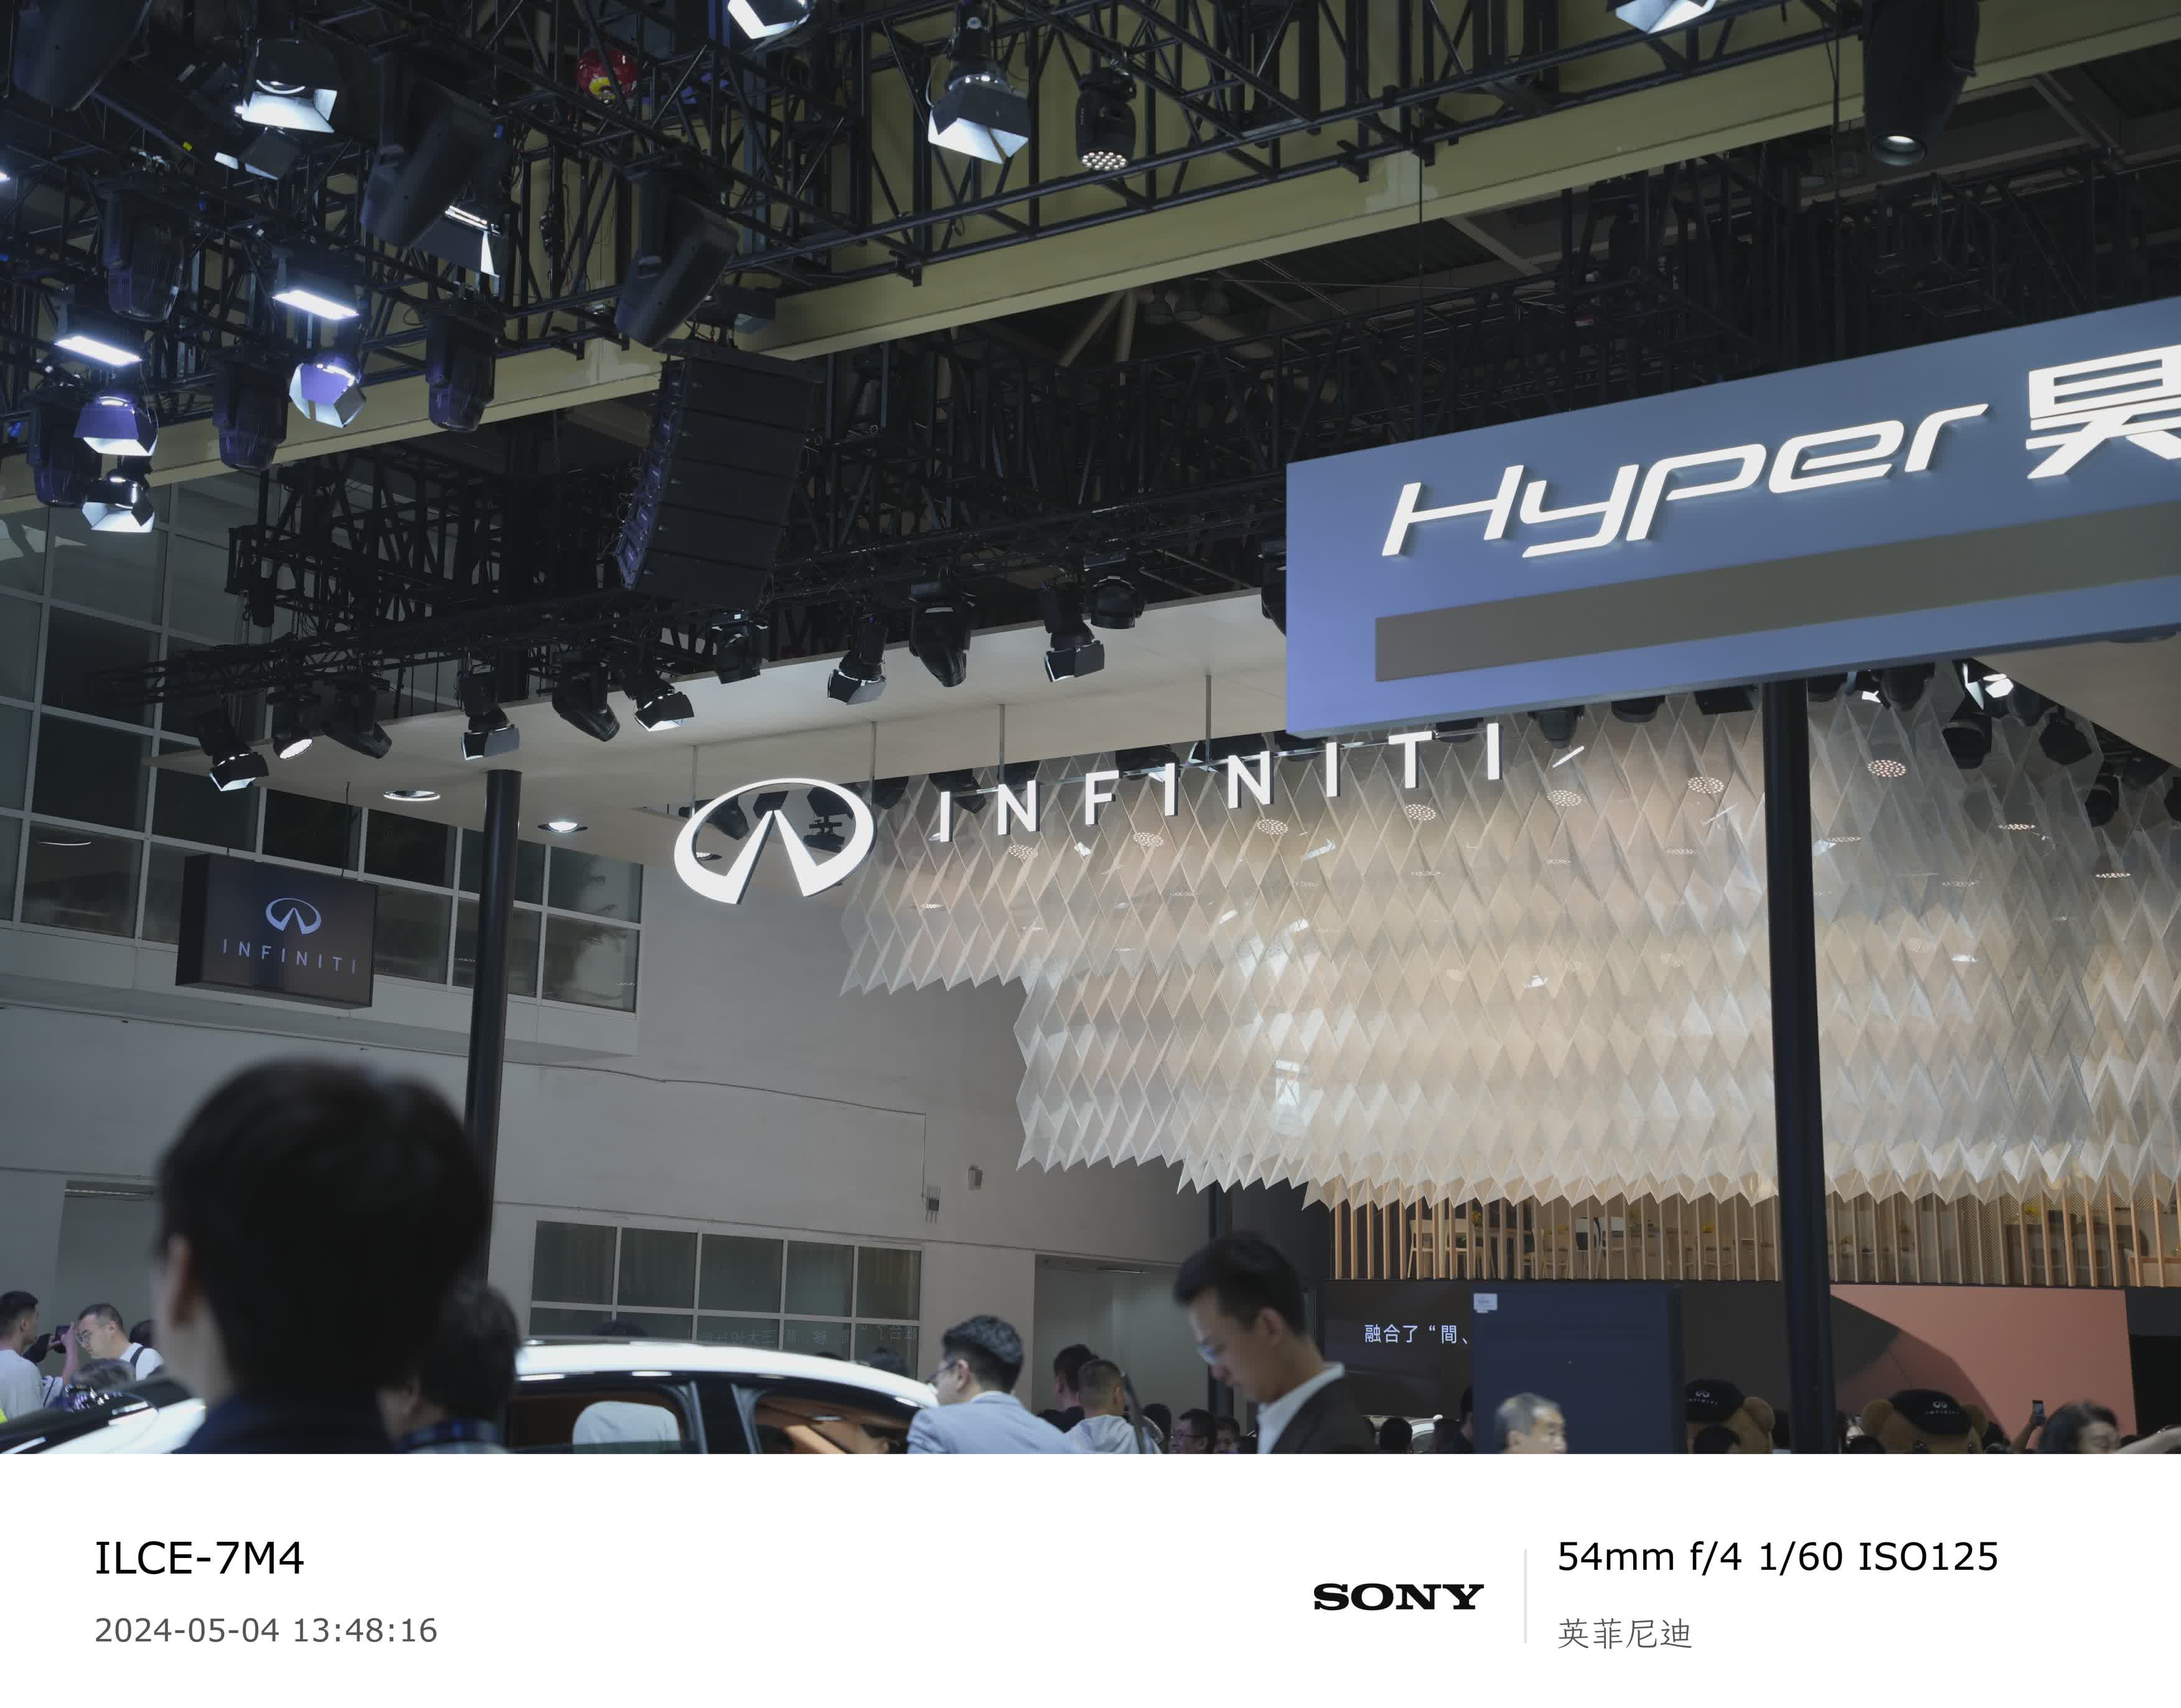 Hyper 昊
INFINITI
INFINITI
融合了 “間、
ILCE-7M4
2024-05-04 13:48:16
SONY
54mm f/4 1/60 ISO125
英菲尼迪